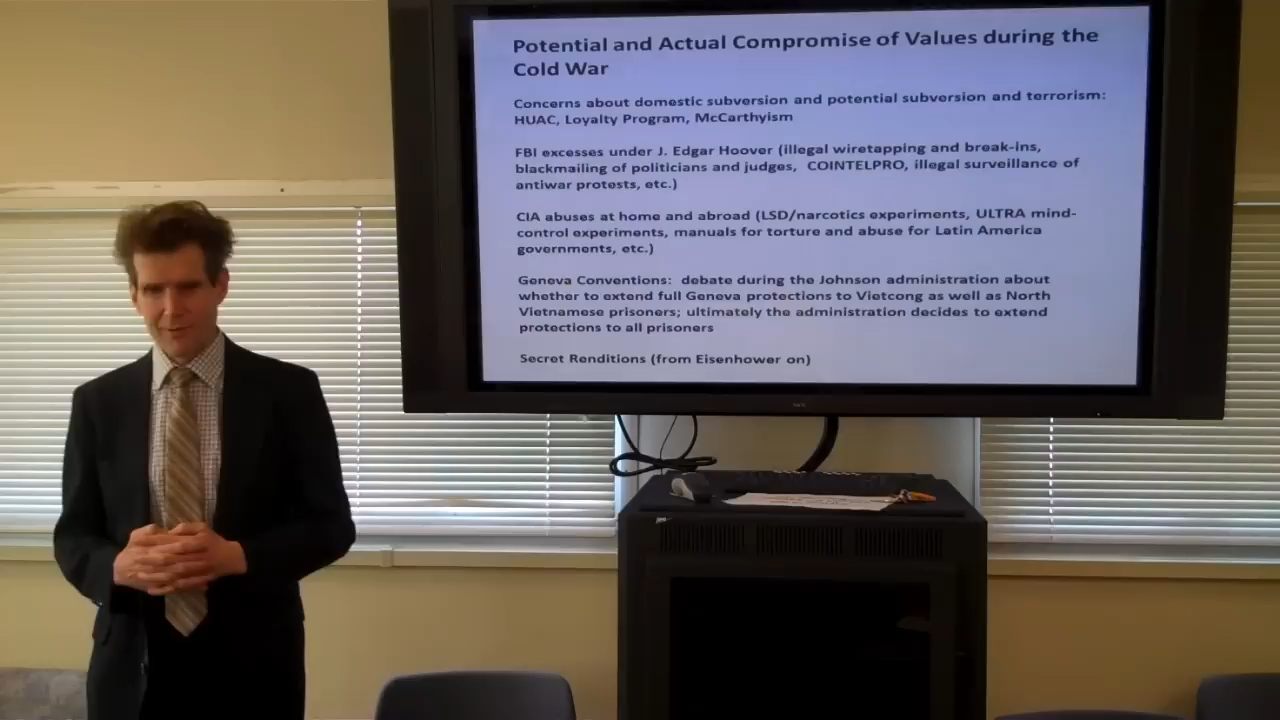 Potential and Actual Compromise of Values during the
Cold War
Concerns about domestic subversion and potential subversion and terrorism:
HUAC, Loyalty Program, McCarthyism
FBI excesses under J. Edgar Hoover (illegal wiretapping and break-ins,
blackmailing of politicians and judges, COINTELPRO, illegal surveillance of
antiwar protests, etc.)
CIA abuses at home and abroad (LSD/narcotics experiments, ULTRA mind-
control experiments, manuals for torture and abuse for Latin America
governments, etc.)
Geneva Conventions: debate during the Johnson administration about
whether to extend full Geneva protections to Vietcong as well as North
Vietnamese prisoners; ultimately the administration decides to extend
protections to all prisoners
Secret Renditions (from Eisenhower on)